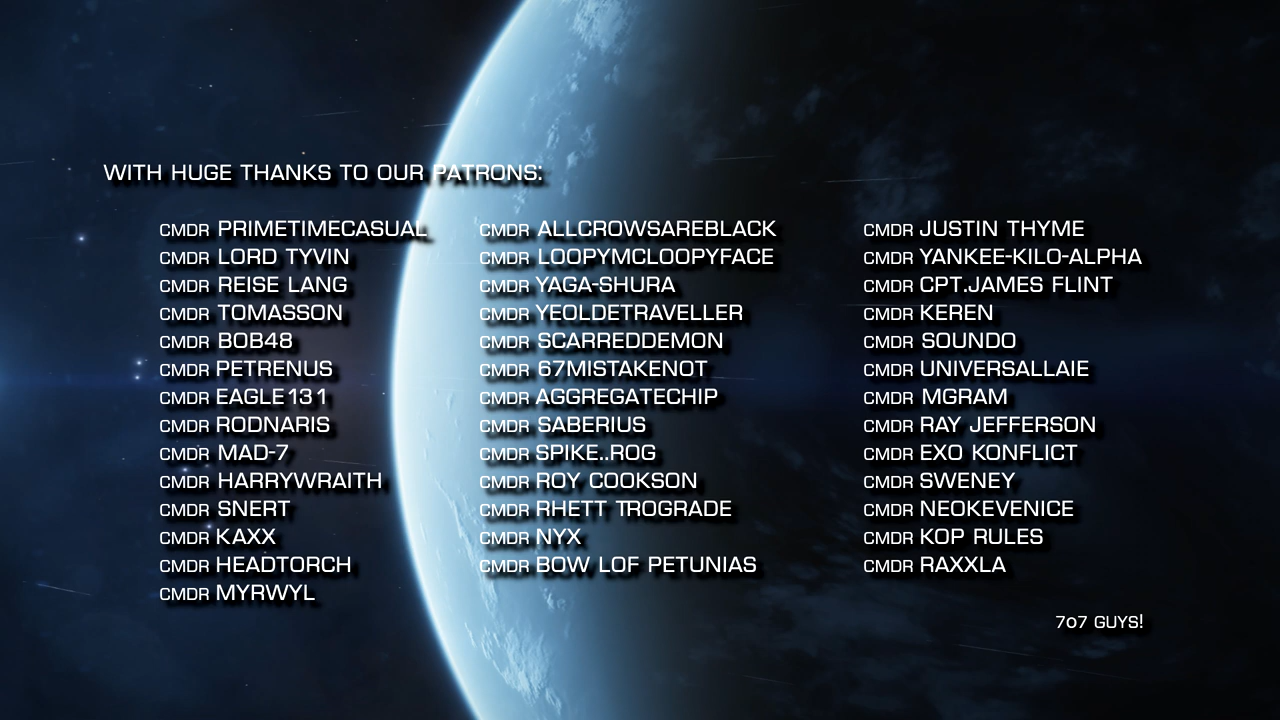 WITH HUGE THANKS TO OUR PATRONS:
CMDR PRIMETIMECASUAL
CMDR LORD TYVIN
CMDR REISE LANG
CMDR TOMASSON
CMDR BOB48
CMDR PETRENUS
CMDR EAGLE131
CMDR RODNARIS
CMDR MAD-7
CMDR HARRYWRAITH
CMDR SNERT
CMDR KAXX
CMDR HEADTORCH
CMDR MYRWYL
CMDR ALLCROWSAREBLACK
CMDR LOOPYMCLOOPYFACE
CMDR YAGA-SHURA
CMDR YEOLDETRAVELLER
CMDR SCARREDDEMON
CMDR 67MISTAKENOT
CMDR AGGREGATECHIP
CMDR SABERIUS
CMDR SPIKE..ROG
CMDR ROY COOKSON
CMDR RHETT TROGRADE
CMDR NYX
CMDR BOW LOF PETUNIAS
CMDR JUSTIN THYME
CMDR YANKEE-KILO-ALPHA
CMDR CPT.JAMES FLINT
CMDR KEREN
CMDR SOUNDO
CMDR UNIVERSALLAIE
CMDR MGRAM
CMDR RAY JEFFERSON
CMDR EXO KONFLICT
CMDR SWENEY
CMDR NEOKEVENICE
CMDR KOP RULES
CMDR RAXXLA
7o7 GUYS!